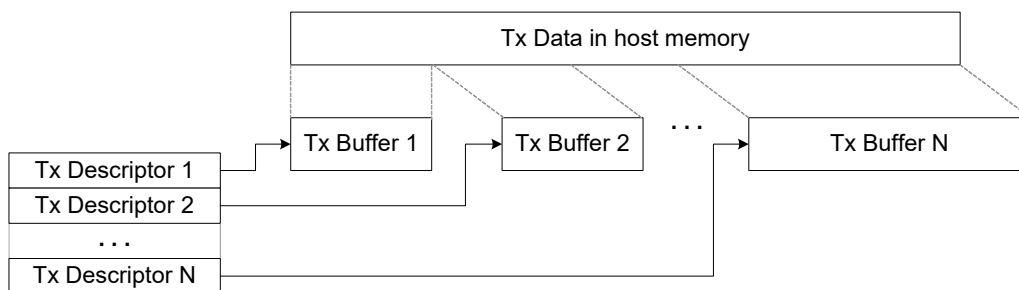 Tx Data in host memory
Tx Buffer 1
Tx Buffer 2
...
Tx Buffer N
Tx Descriptor 1
Tx Descriptor 2
...
Tx Descriptor N